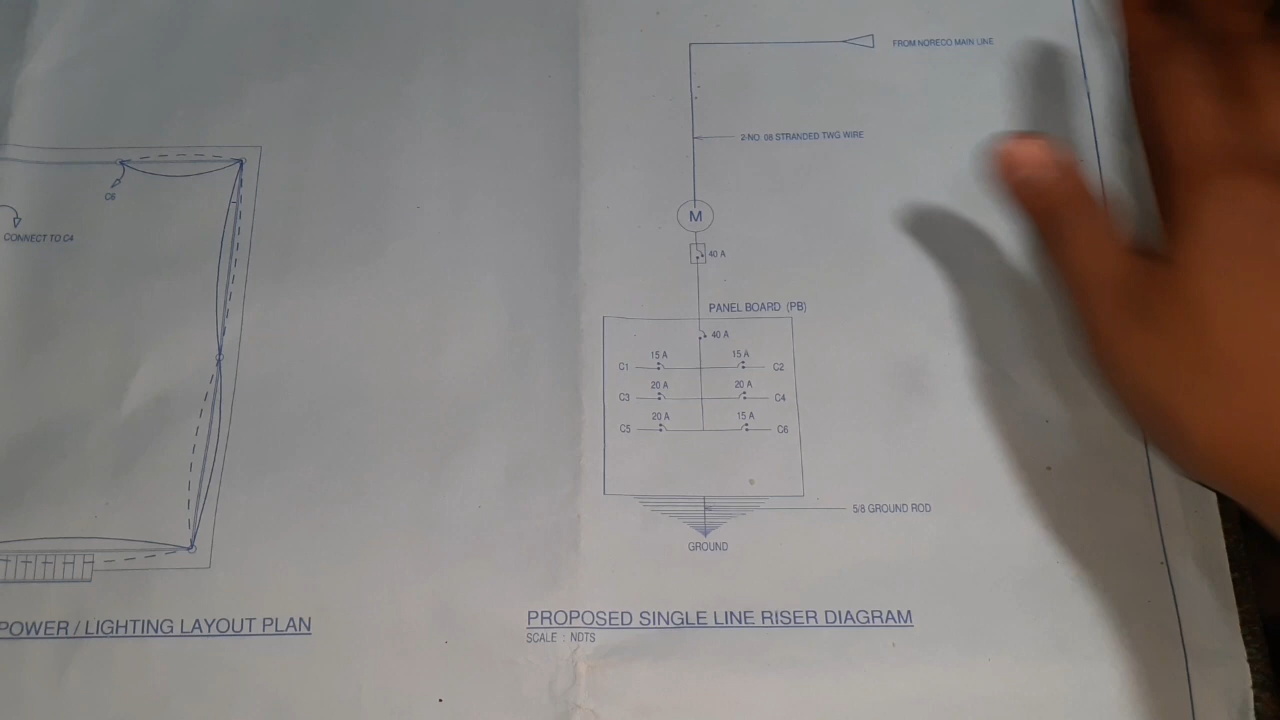 FROM NORECO MAIN LINE
2-NO. 08 STRANDED TWG WIRE
C6
M
CONNECT TO C4
40 A
PANEL BOARD (PB)
40 A
15 A 15 A
C1 C2
20 A 20 A
C3 C4
20 A 15 A
C5 C6
5/8 GROUND ROD
GROUND
POWER / LIGHTING LAYOUT PLAN
PROPOSED SINGLE LINE RISER DIAGRAM
SCALE : NDTS